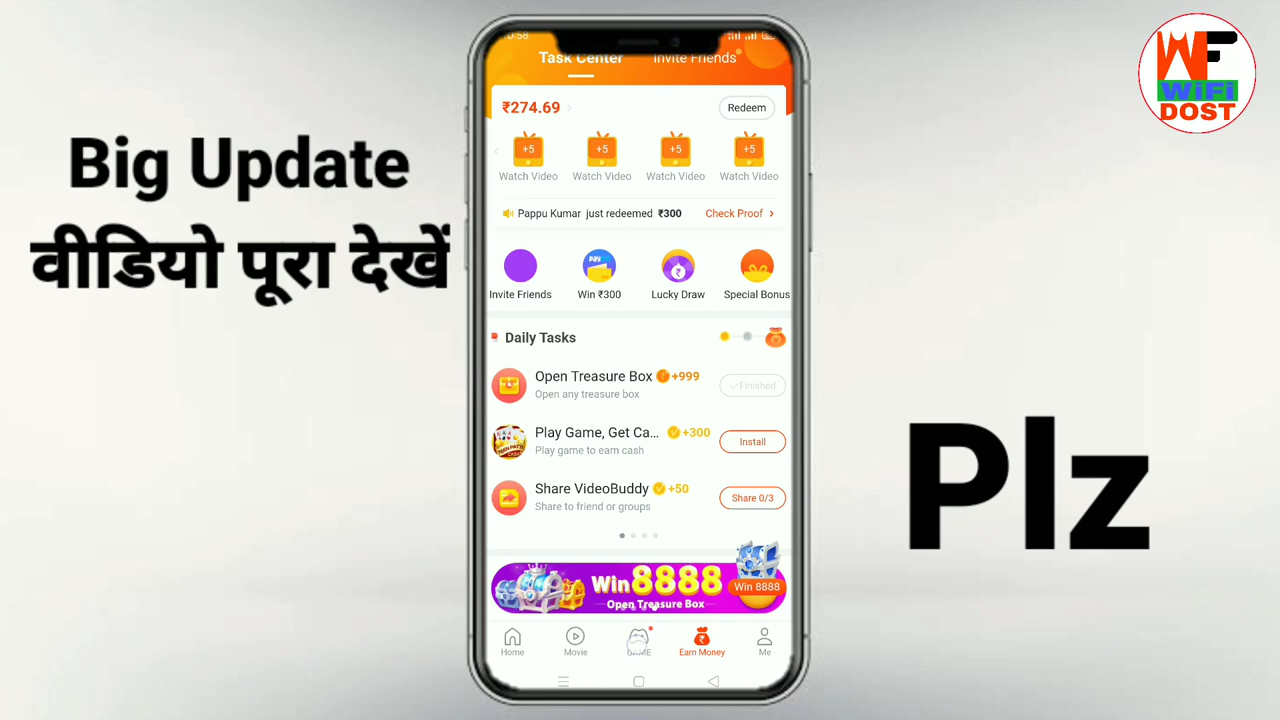 Big Update
वीडियो पूरा देखें
Plz
WF
WiFi
DOST
0:58
Task Center
Invite Friends
₹274.69
Redeem
+5
+5
+5
+5
Watch Video
Watch Video
Watch Video
Watch Video
Pappu Kumar just redeemed ₹300
Check Proof
Invite Friends
Win ₹300
Lucky Draw
Special Bonus
Daily Tasks
Open Treasure Box +999
Open any treasure box
Finished
Play Game, Get Ca... +300
Play game to earn cash
Install
Share VideoBuddy +50
Share to friend or groups
Share 0/3
Win 8888
Open Treasure Box
Win 8888
Home
Movie
GAME
Earn Money
Me